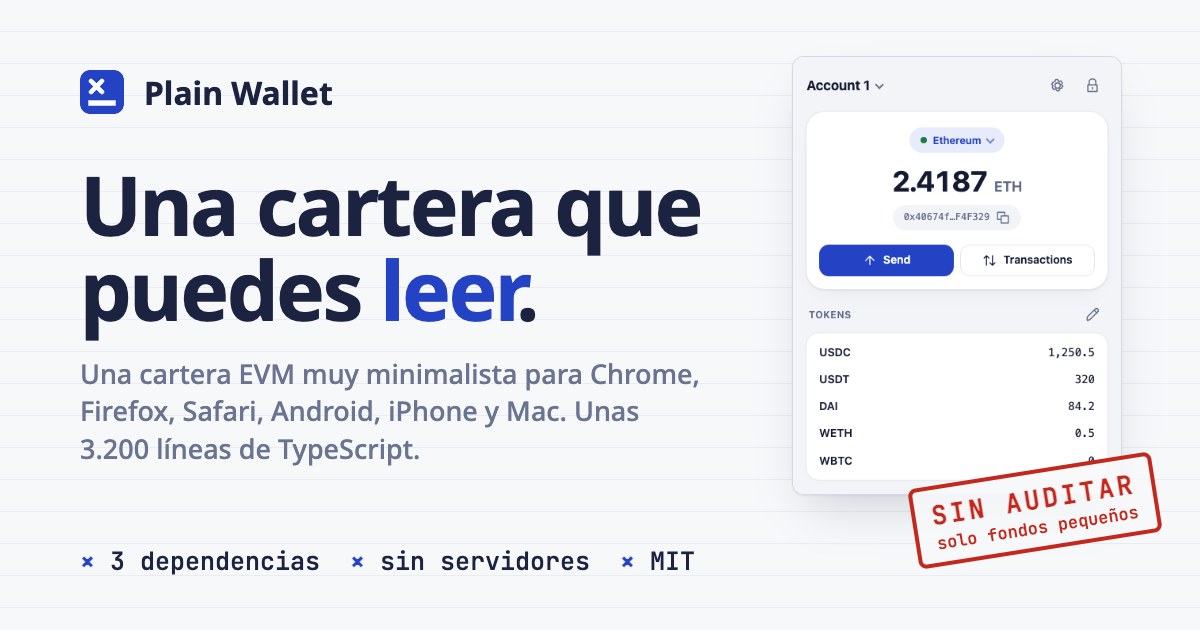 Plain Wallet
Una cartera que
puedes leer.
Una cartera EVM muy minimalista para Chrome,
Firefox, Safari, Android, iPhone y Mac. Unas
3.200 líneas de TypeScript.
× 3 dependencias × sin servidores × MIT
Account 1
Ethereum
2.4187 ETH
0x40674f…F4F329
Send
Transactions
TOKENS
USDC 1,250.5
USDT 320
DAI 84.2
WETH 0.5
WBTC 0
SIN AUDITAR
solo fondos pequeños